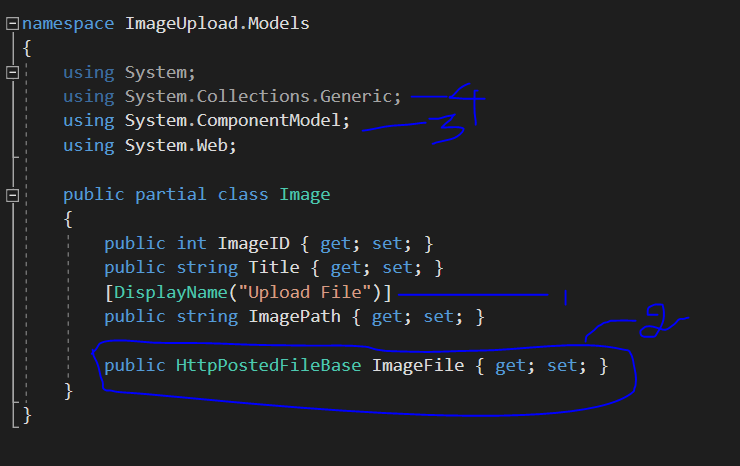 namespace ImageUpload.Models
{
using System;
using System.Collections.Generic; 4
using System.ComponentModel; 3
using System.Web;
public partial class Image
{
public int ImageID { get; set; }
public string Title { get; set; }
[DisplayName("Upload File")] 1
public string ImagePath { get; set; }
2
public HttpPostedFileBase ImageFile { get; set; }
}
}